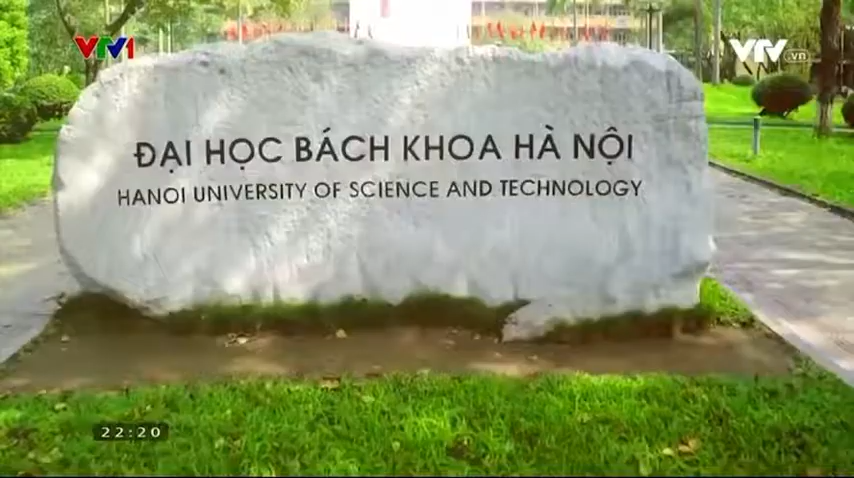 VTV1
VTV.vn
ĐẠI HỌC BÁCH KHOA HÀ NỘI
HANOI UNIVERSITY OF SCIENCE AND TECHNOLOGY
22:20